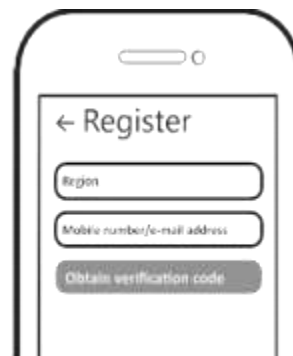 ← Register
Region
Mobile number/e-mail address
Obtain verification code